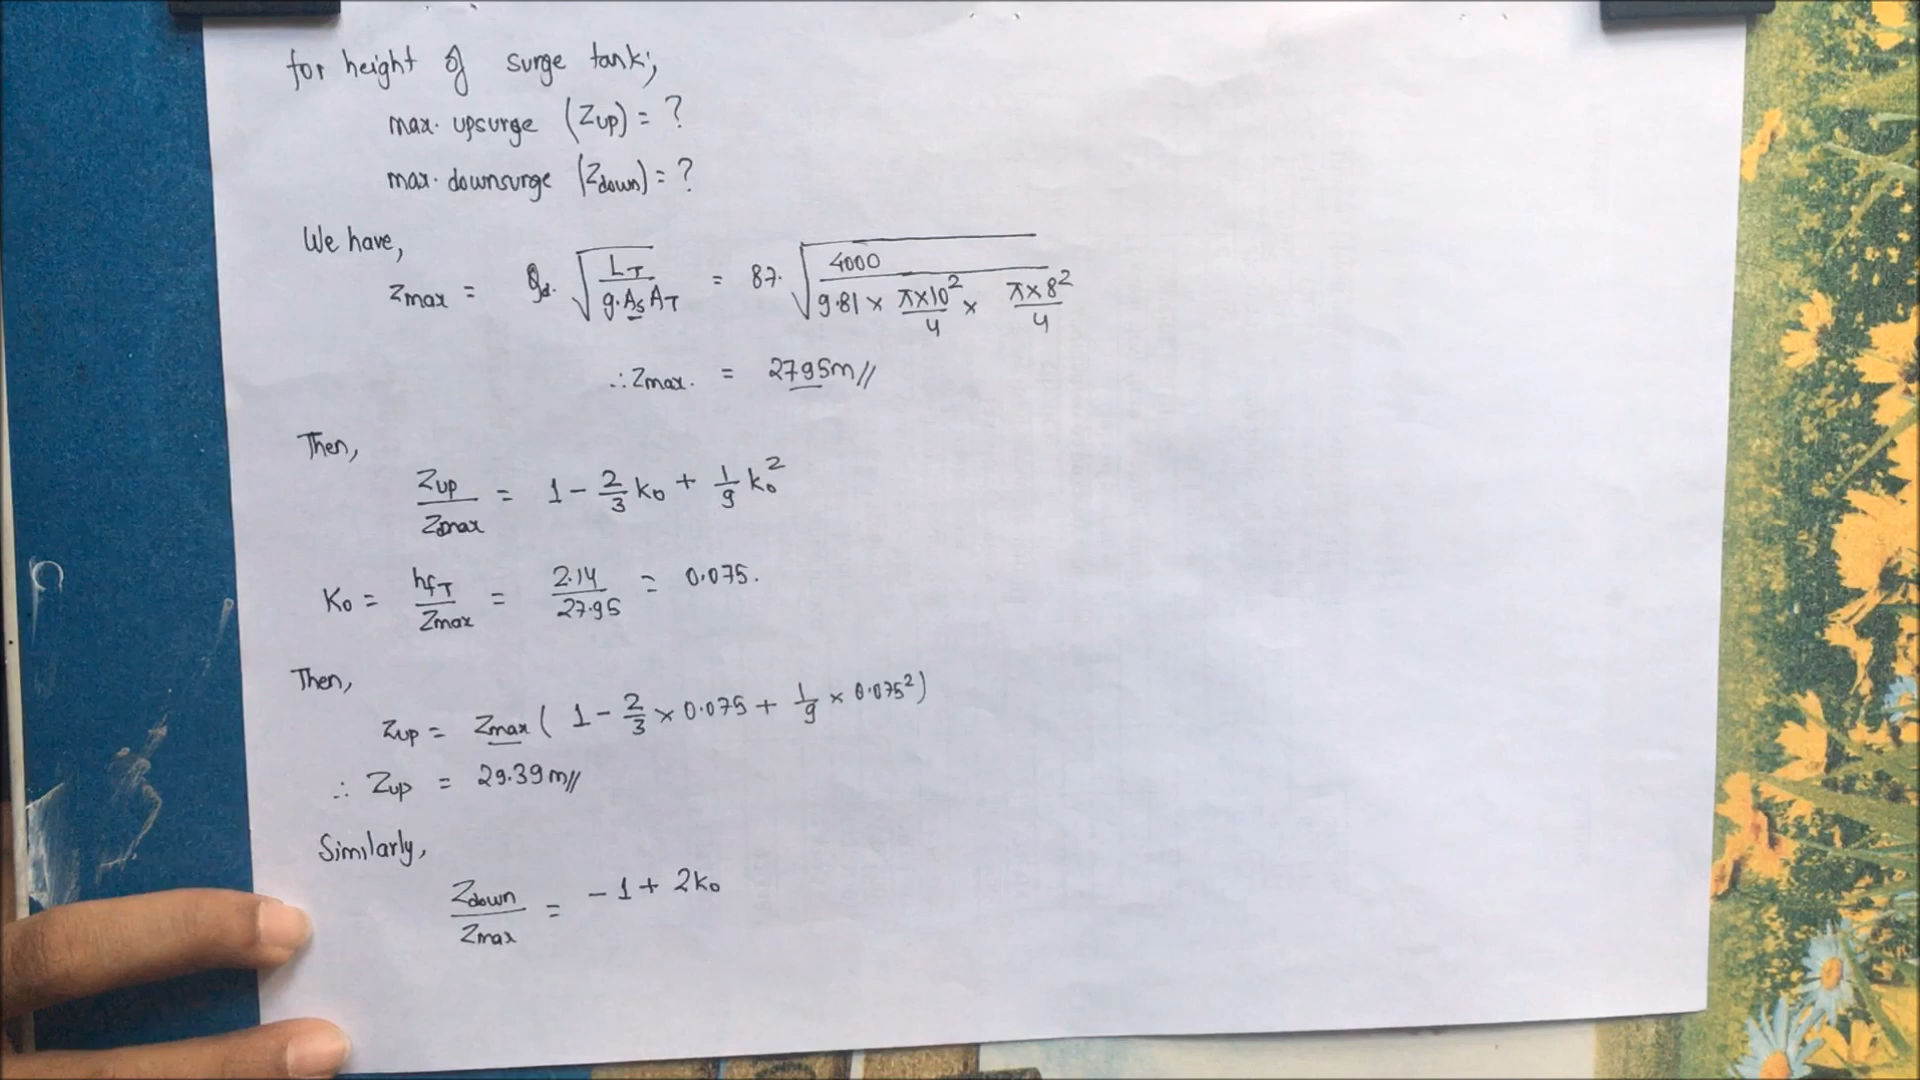 for height of surge tank;
max. upsurge (Zup) = ?
max. downsurge (Zdown) = ?
We have,
Zmax = Qd. √(LT / g.As AT) = 87. √(4000 / 9.81 × π×10²/4 × π×8²/4)
∴ Zmax. = 27.95m//
Then,
Zup / Zmax = 1 - 2/3 k₀ + 1/9 k₀²
K₀ = hfT / Zmax = 2.14 / 27.95 = 0.075.
Then,
Zup = Zmax ( 1 - 2/3 × 0.075 + 1/9 × 0.075²)
∴ Zup = 29.39m//
Similarly,
Zdown / Zmax = -1 + 2k₀